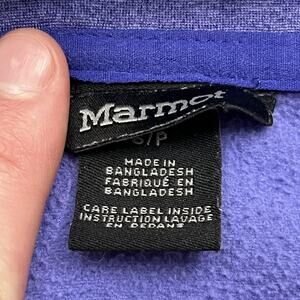 Marmot
S/P
MADE IN
BANGLADESH
FABRIQUÉ EN
BANGLADESH
CARE LABEL INSIDE
INSTRUCTION LAVAGE
EN DEDANS